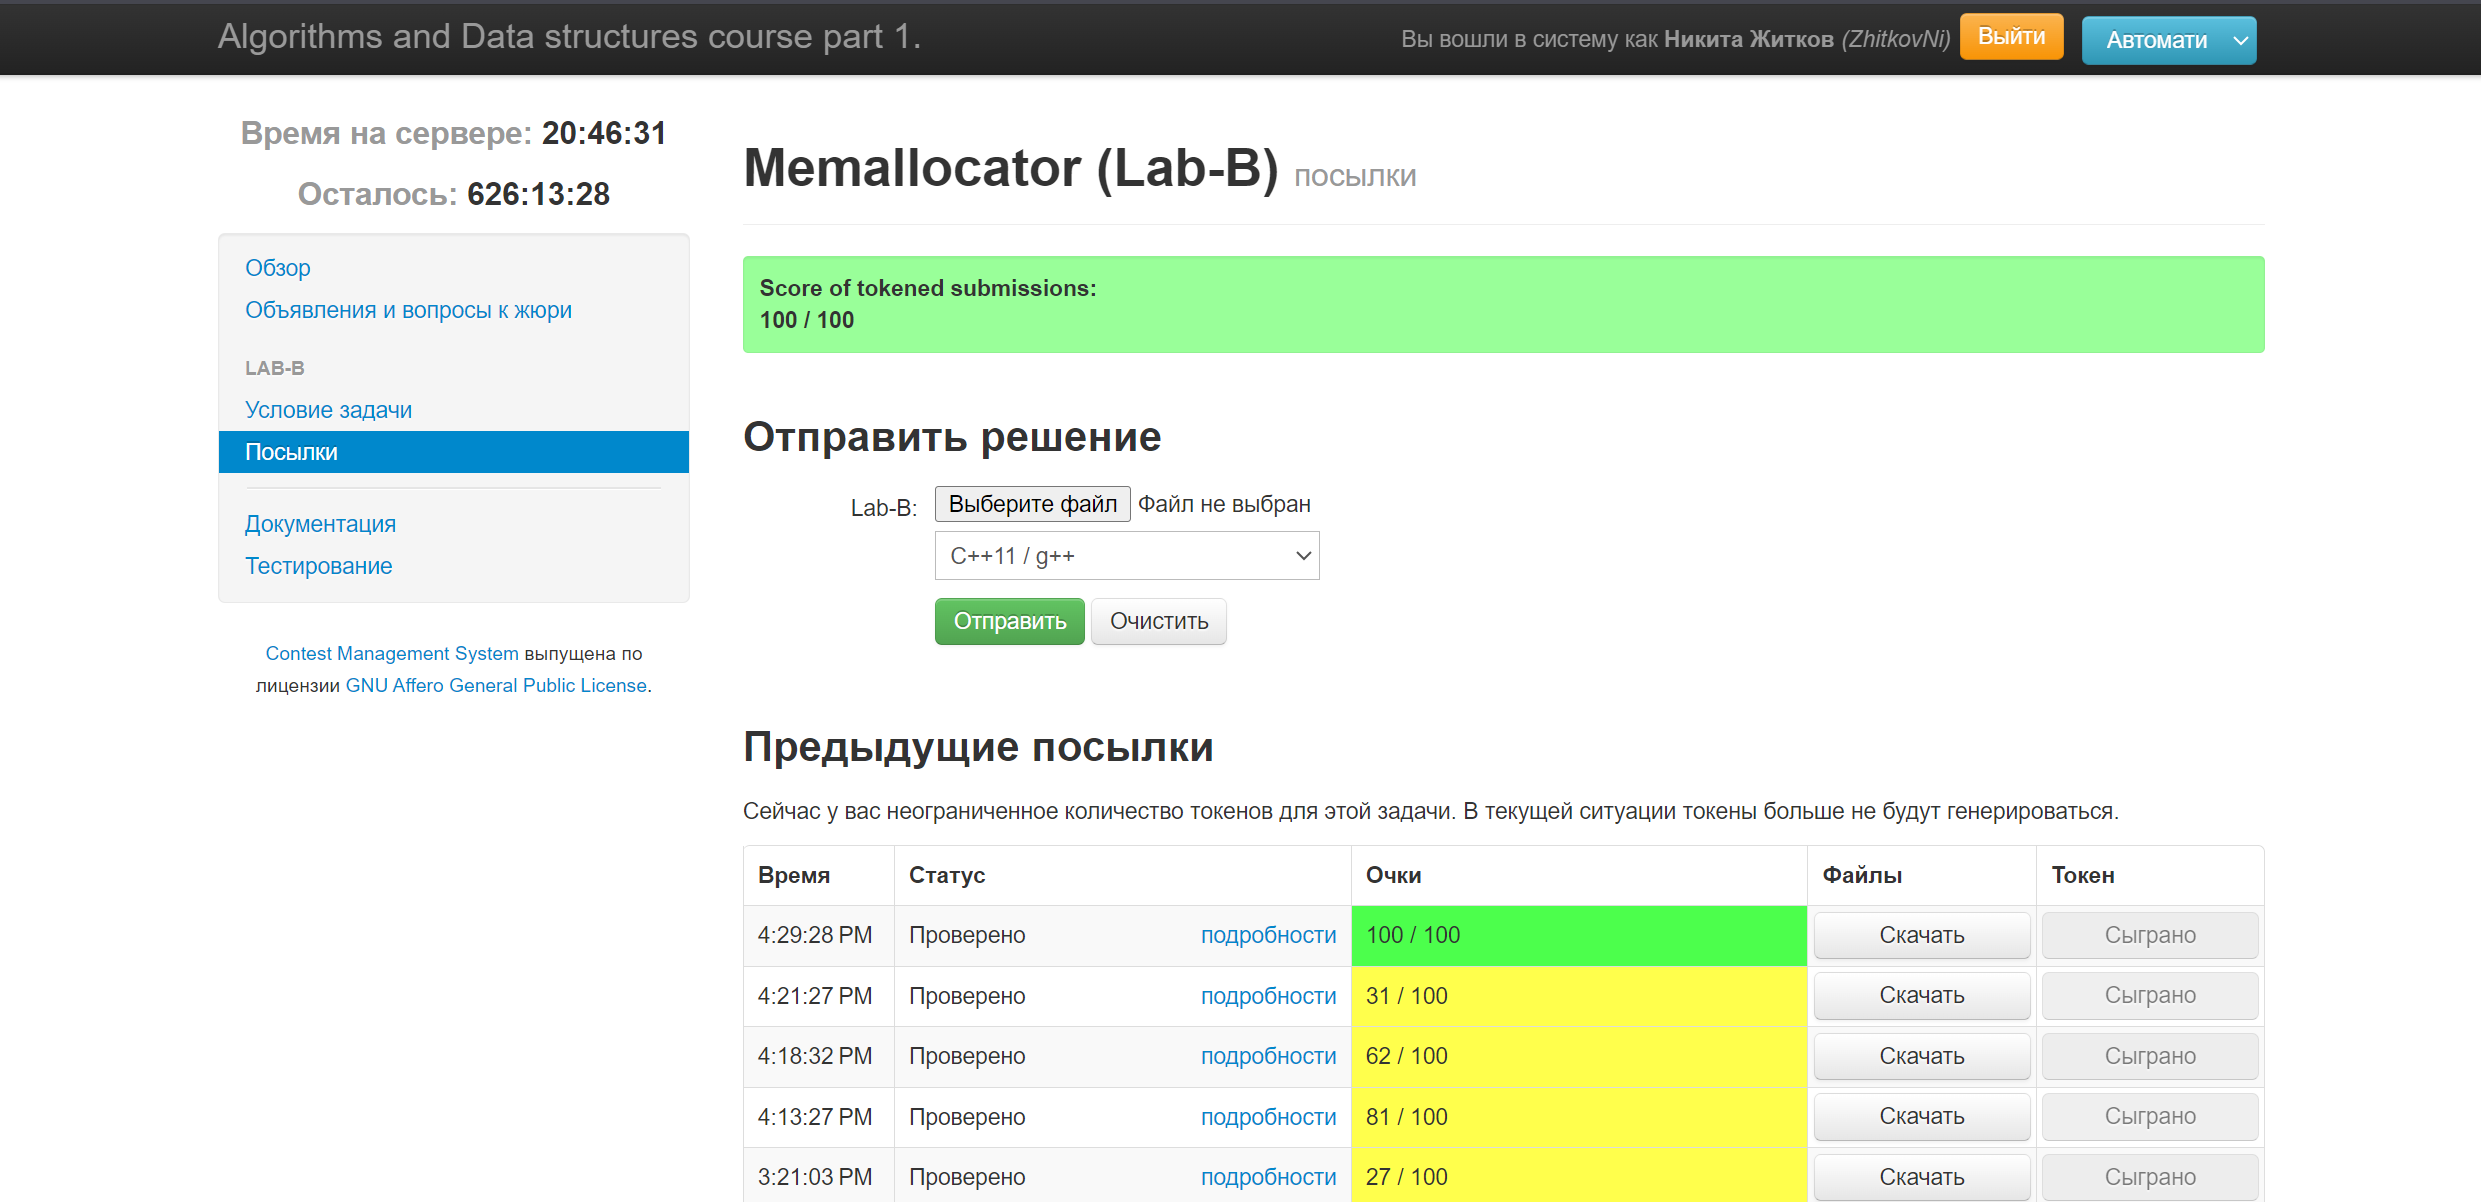 Algorithms and Data structures course part 1.
Вы вошли в систему как Никита Житков (ZhitkovNi) Выйти Автомати
Время на сервере: 20:46:31
Осталось: 626:13:28
Обзор
Объявления и вопросы к жюри
LAB-B
Условие задачи
Посылки
Документация
Тестирование
Contest Management System выпущена по
лицензии GNU Affero General Public License.
Memallocator (Lab-B) посылки
Score of tokened submissions:
100 / 100
Отправить решение
Lab-B: Выберите файл Файл не выбран
C++11 / g++
Отправить Очистить
Предыдущие посылки
Сейчас у вас неограниченное количество токенов для этой задачи. В текущей ситуации токены больше не будут генерироваться.
Время Статус Очки Файлы Токен
4:29:28 PM Проверено подробности 100 / 100 Скачать Сыграно
4:21:27 PM Проверено подробности 31 / 100 Скачать Сыграно
4:18:32 PM Проверено подробности 62 / 100 Скачать Сыграно
4:13:27 PM Проверено подробности 81 / 100 Скачать Сыграно
3:21:03 PM Проверено подробности 27 / 100 Скачать Сыграно